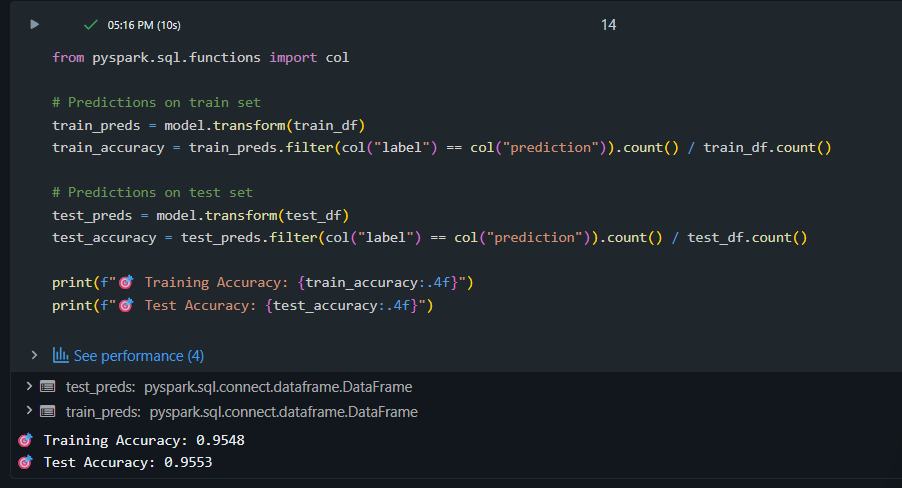 05:16 PM (10s)
14
from pyspark.sql.functions import col
# Predictions on train set
train_preds = model.transform(train_df)
train_accuracy = train_preds.filter(col("label") == col("prediction")).count() / train_df.count()
# Predictions on test set
test_preds = model.transform(test_df)
test_accuracy = test_preds.filter(col("label") == col("prediction")).count() / test_df.count()
print(f"🎯 Training Accuracy: {train_accuracy:.4f}")
print(f"🎯 Test Accuracy: {test_accuracy:.4f}")
See performance (4)
test_preds: pyspark.sql.connect.dataframe.DataFrame
train_preds: pyspark.sql.connect.dataframe.DataFrame
🎯 Training Accuracy: 0.9548
🎯 Test Accuracy: 0.9553